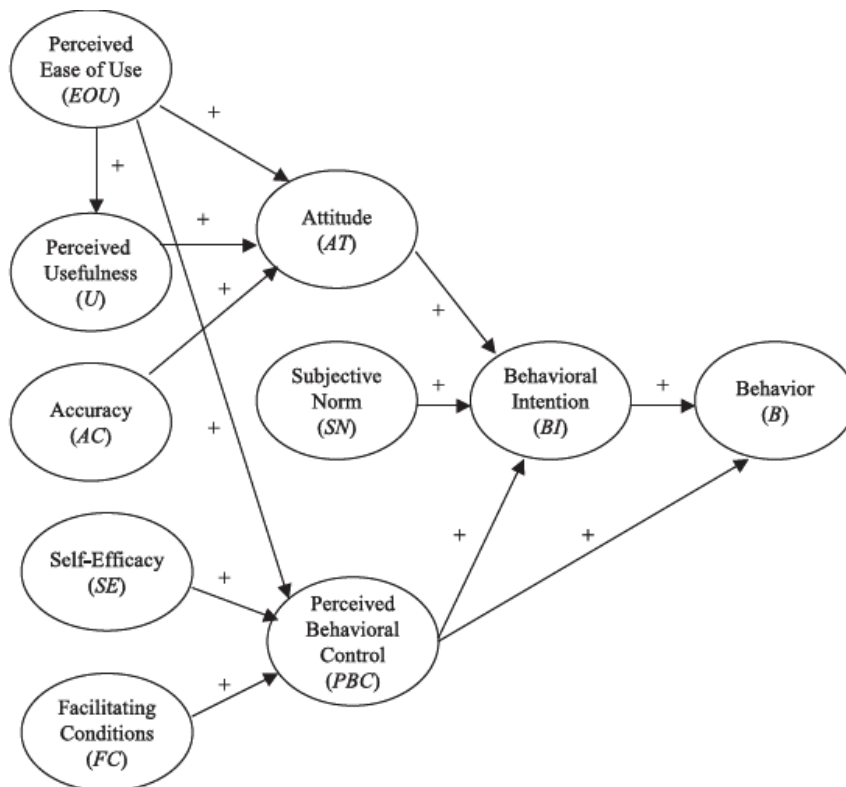 Perceived
Ease of Use
(EOU)
+
+
Attitude
(AT)
+
Perceived
Usefulness
(U)
+
+
Subjective
Norm
(SN)
+
Behavioral
Intention
(BI)
+
Behavior
(B)
Accuracy
(AC)
+
+
+
Self-Efficacy
(SE)
+
Perceived
Behavioral
Control
(PBC)
+
Facilitating
Conditions
(FC)